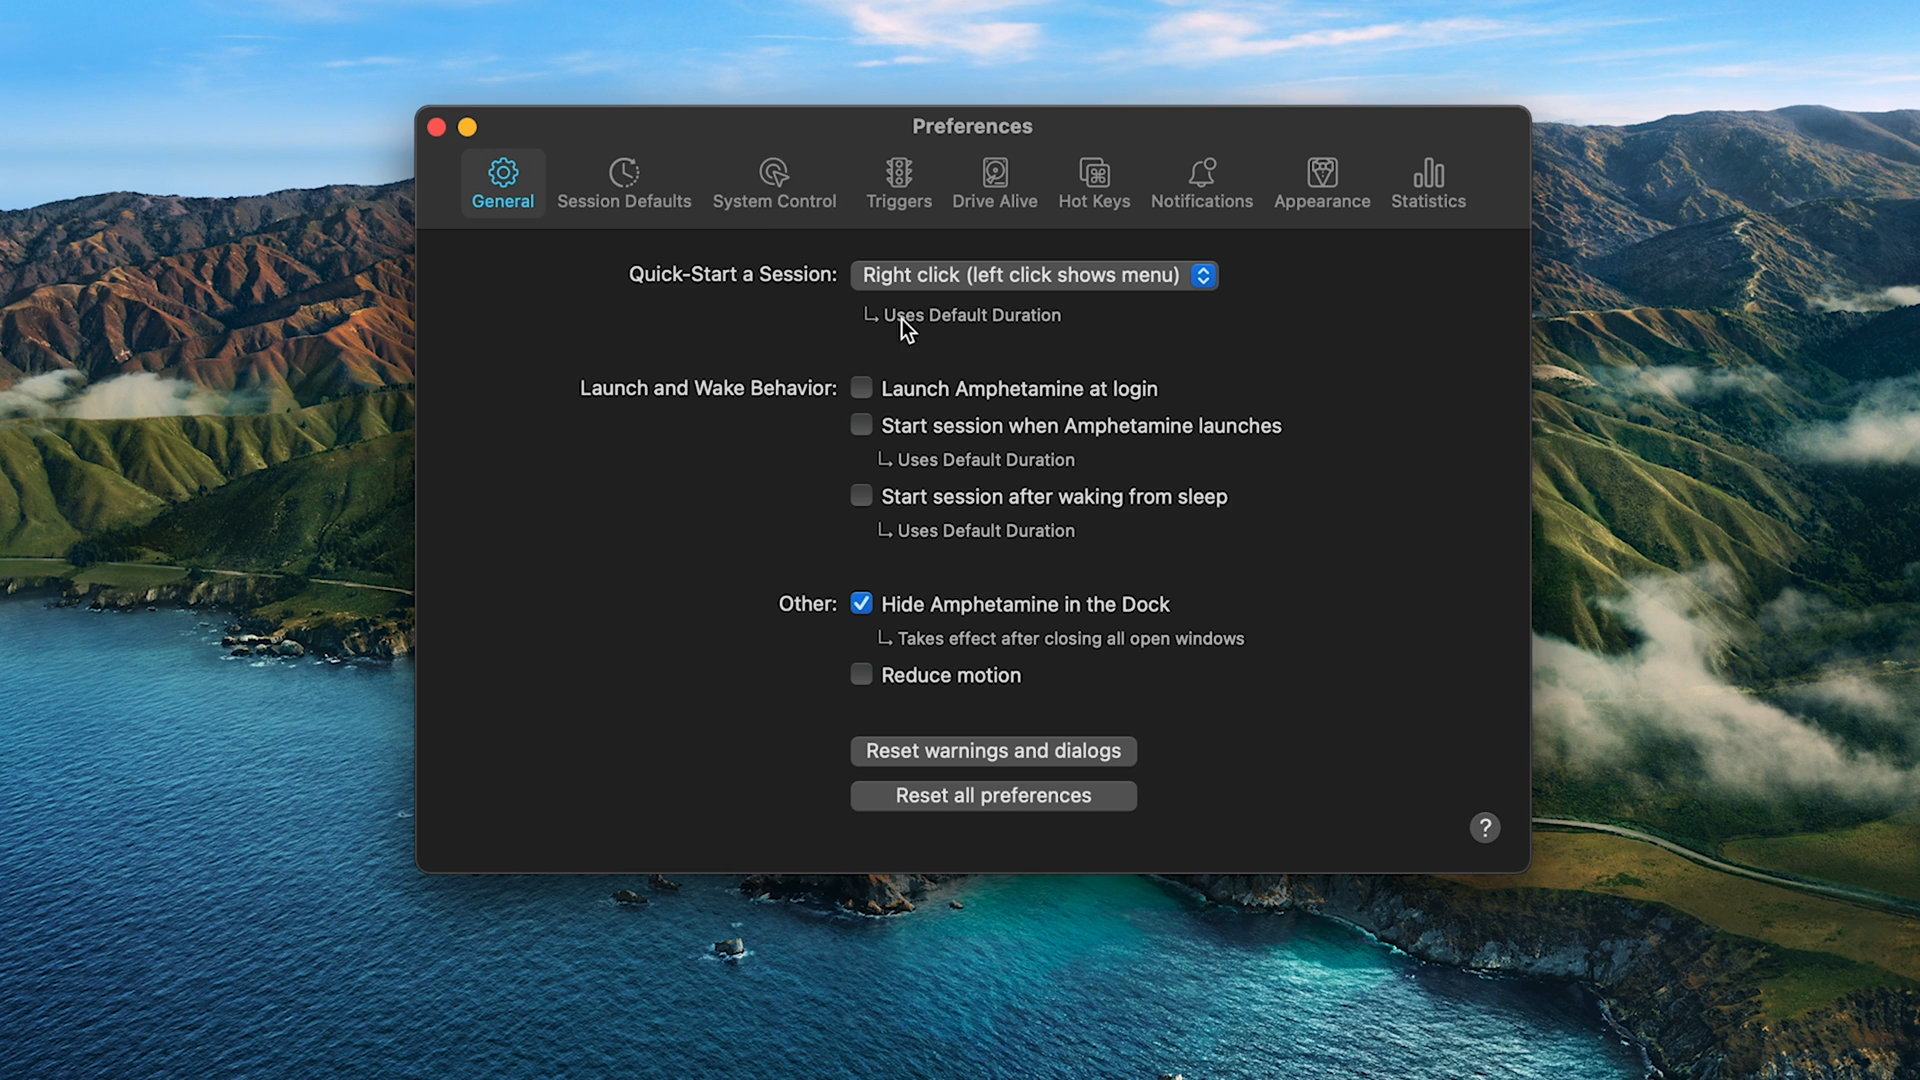 Preferences
General Session Defaults System Control Triggers Drive Alive Hot Keys Notifications Appearance Statistics
Quick-Start a Session: Right click (left click shows menu)
Uses Default Duration
Launch and Wake Behavior: Launch Amphetamine at login
Start session when Amphetamine launches
Uses Default Duration
Start session after waking from sleep
Uses Default Duration
Other: Hide Amphetamine in the Dock
Takes effect after closing all open windows
Reduce motion
Reset warnings and dialogs
Reset all preferences
?